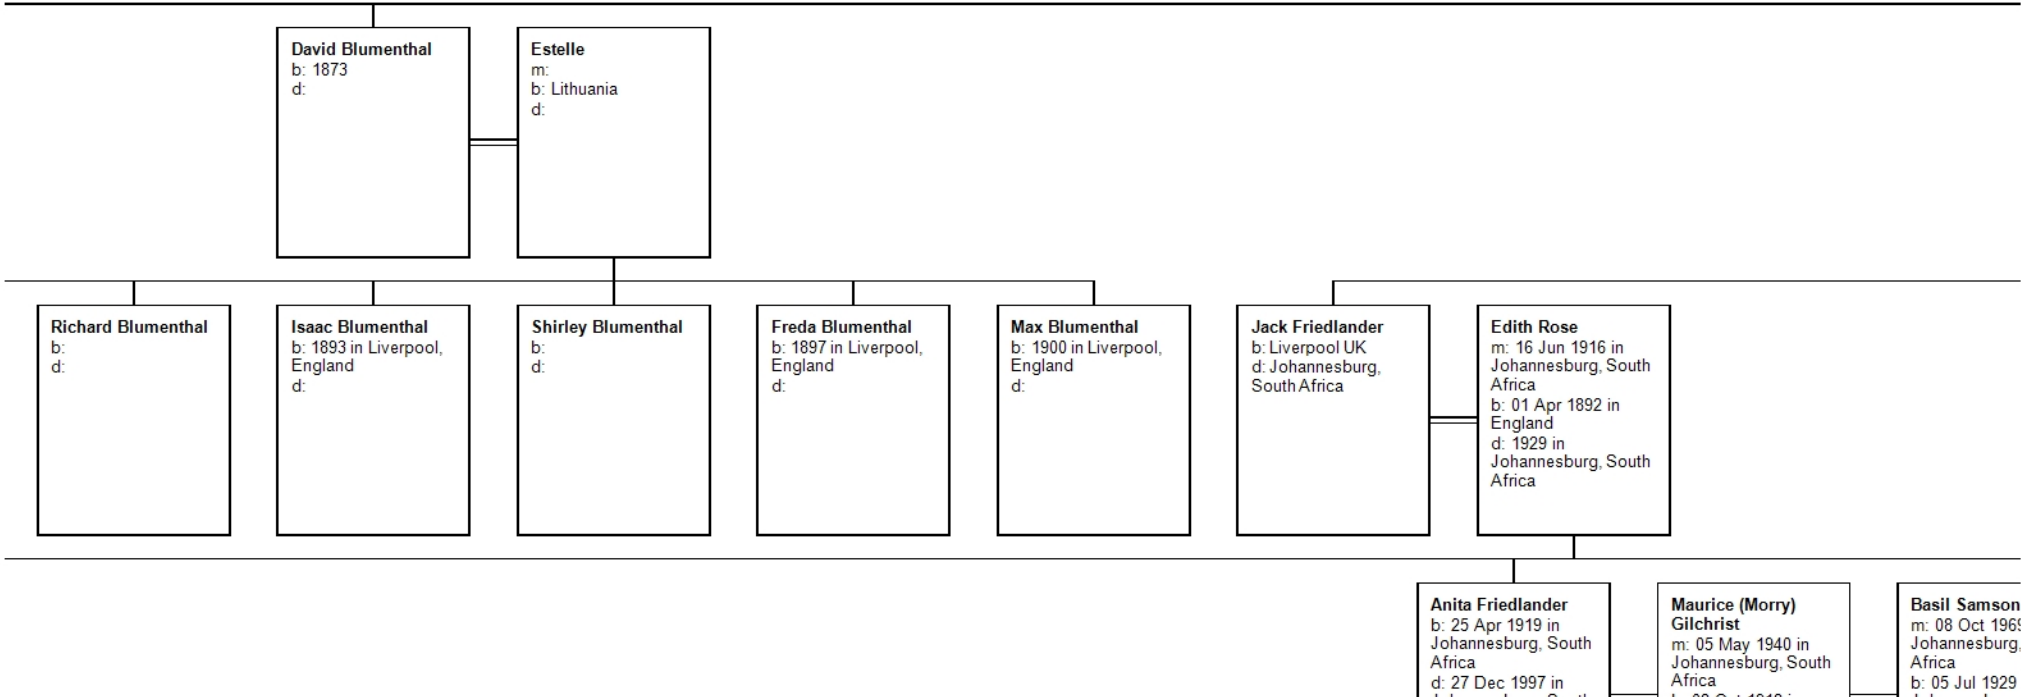 David Blumenthal
b: 1873
d:
Estelle
m:
b: Lithuania
d:
Richard Blumenthal
b:
d:
Isaac Blumenthal
b: 1893 in Liverpool,
England
d:
Shirley Blumenthal
b:
d:
Freda Blumenthal
b: 1897 in Liverpool,
England
d:
Max Blumenthal
b: 1900 in Liverpool,
England
d:
Jack Friedlander
b: Liverpool UK
d: Johannesburg,
South Africa
Edith Rose
m: 16 Jun 1916 in
Johannesburg, South
Africa
b: 01 Apr 1892 in
England
d: 1929 in
Johannesburg, South
Africa
Anita Friedlander
b: 25 Apr 1919 in
Johannesburg, South
Africa
d: 27 Dec 1997 in
Maurice (Morry)
Gilchrist
m: 05 May 1940 in
Johannesburg, South
Africa
Basil Samson
m: 08 Oct 1969
Johannesburg,
Africa
b: 05 Jul 1929